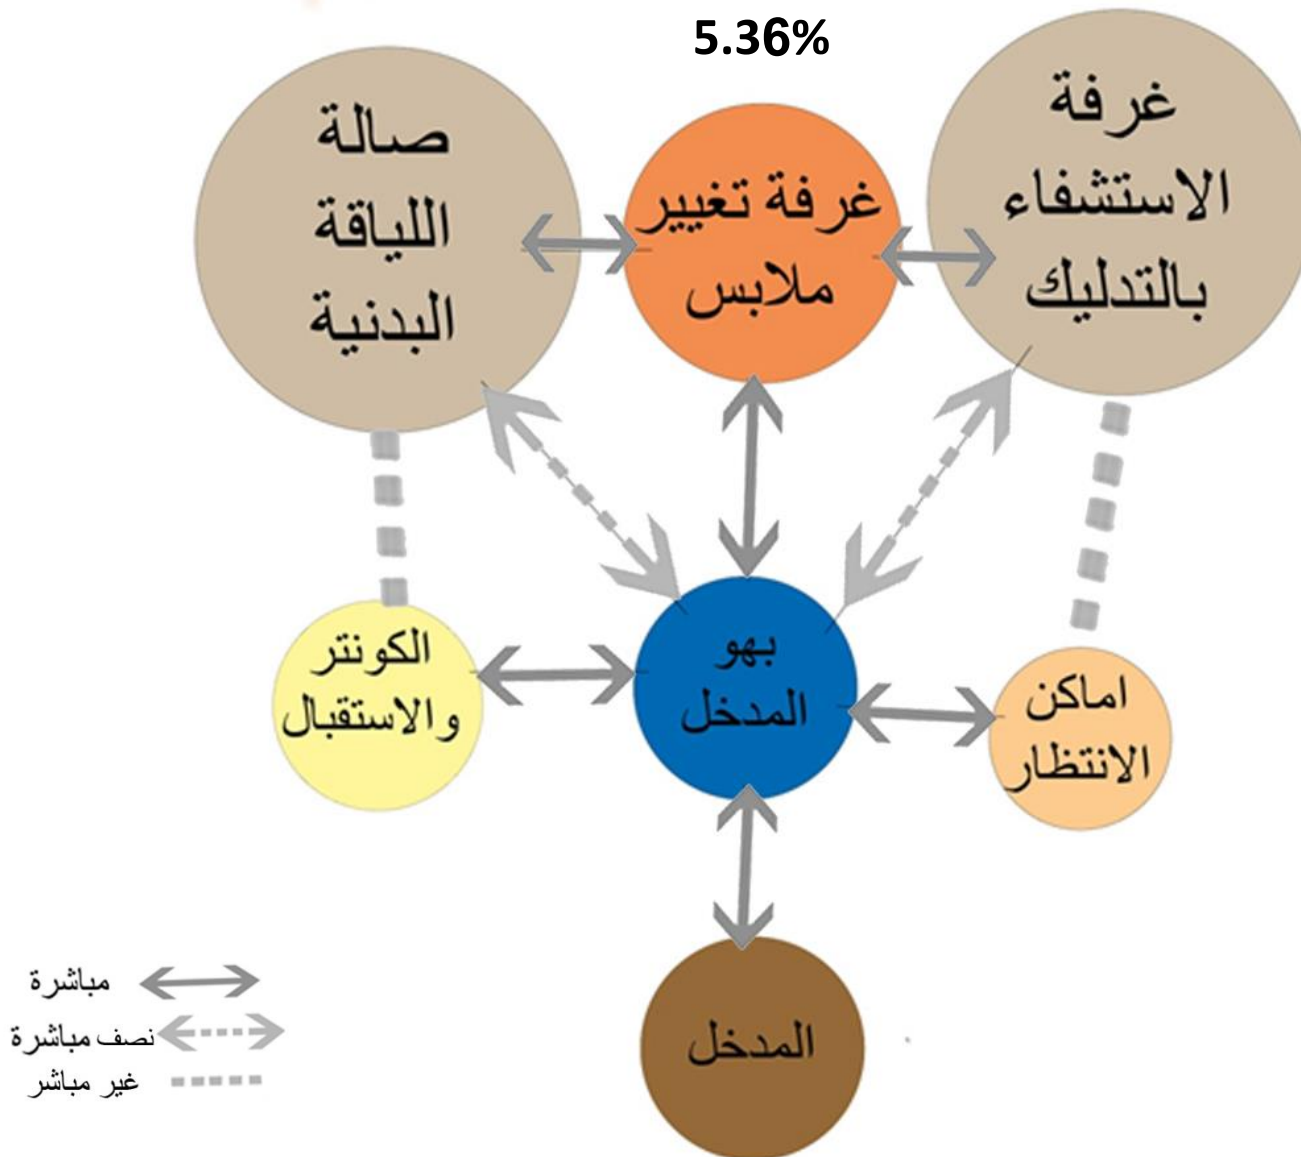 5.36%
غرفة
الاستشفاء
بالتدليك
غرفة تغيير
ملابس
صالة
اللياقة
البدنية
اماكن
الانتظار
بهو
المدخل
الكونتر
والاستقبال
المدخل
مباشرة
نصف مباشرة
غير مباشر